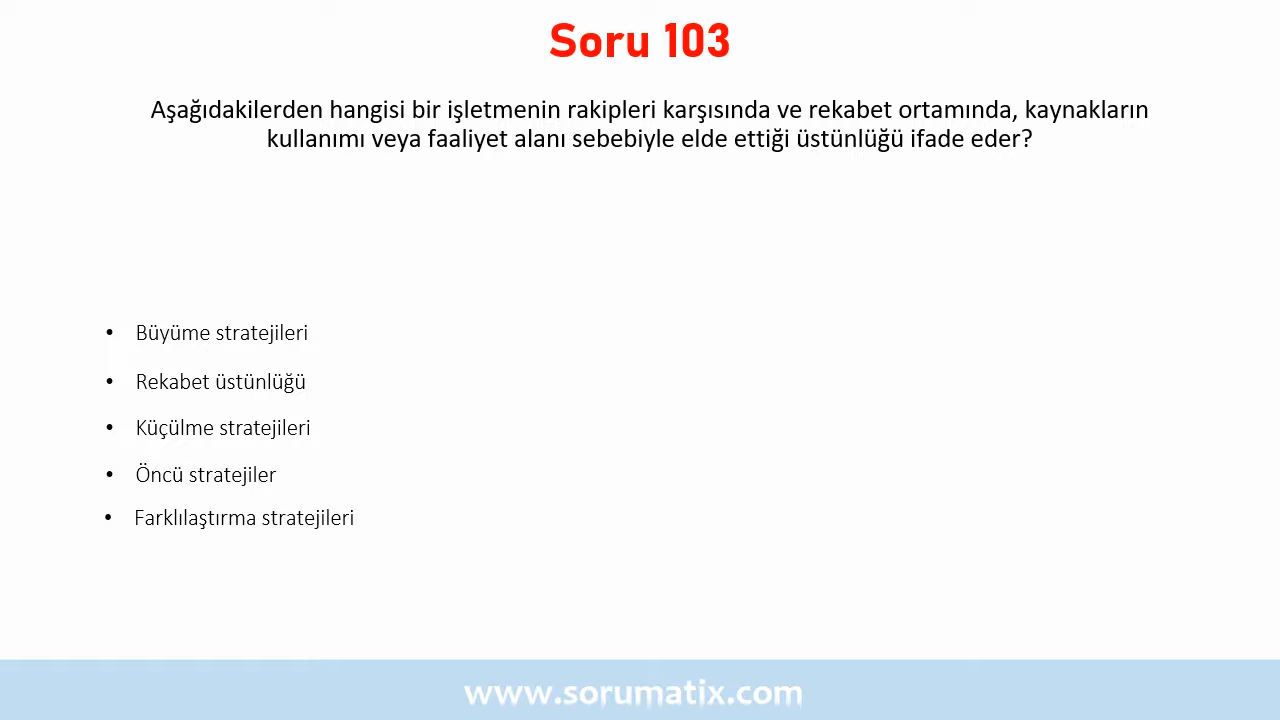 Soru 103
Aşağıdakilerden hangisi bir işletmenin rakipleri karşısında ve rekabet ortamında, kaynakların
kullanımı veya faaliyet alanı sebebiyle elde ettiği üstünlüğü ifade eder?
• Büyüme stratejileri
• Rekabet üstünlüğü
• Küçülme stratejileri
• Öncü stratejiler
• Farklılaştırma stratejileri
www.sorumatix.com